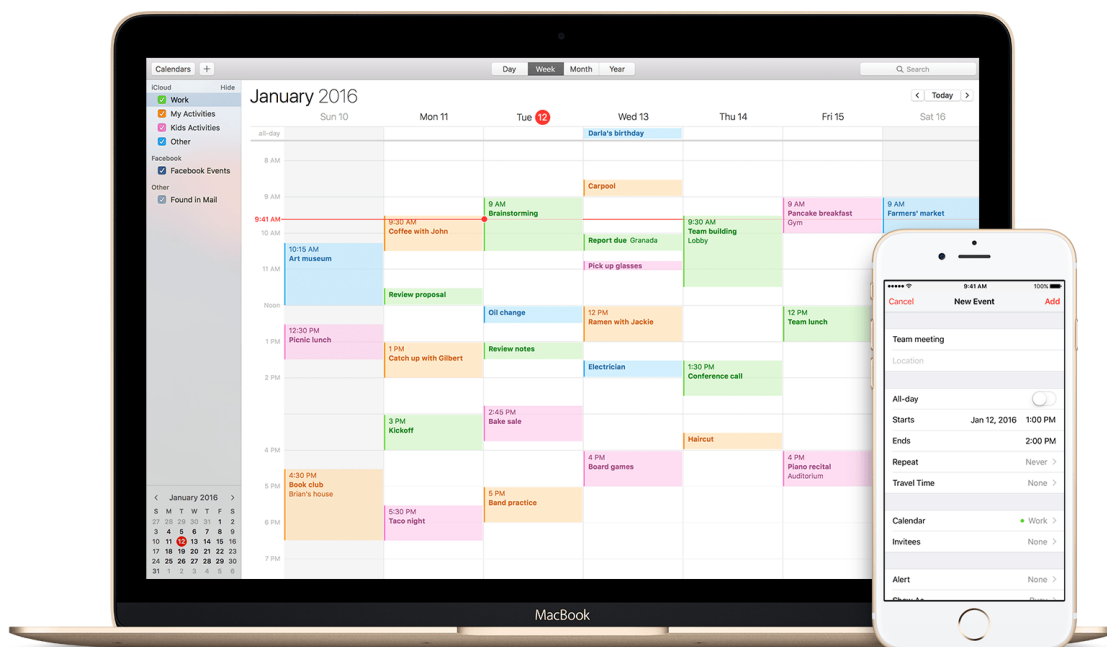 Calendars +
Day Week Month Year
Search
iCloud Hide
Work
My Activities
Kids Activities
Other
Facebook
Facebook Events
Other
Found in Mail
January 2016
< Today >
Sun 10 Mon 11 Tue 12 Wed 13 Thu 14 Fri 15 Sat 16
all-day
Darla's birthday
8 AM
9 AM
9:41 AM
10 AM
11 AM
Noon
1 PM
2 PM
4 PM
5 PM
6 PM
7 PM
10:15 AM
Art museum
12:30 PM
Picnic lunch
4:30 PM
Book club
Brian's house
9:30 AM
Coffee with John
Review proposal
1 PM
Catch up with Gilbert
3 PM
Kickoff
5:30 PM
Taco night
9 AM
Brainstorming
Oil change
Review notes
2:45 PM
Bake sale
5 PM
Band practice
Carpool
Report due Granada
Pick up glasses
12 PM
Ramen with Jackie
Electrician
4 PM
Board games
9:30 AM
Team building
Lobby
1:30 PM
Conference call
Haircut
9 AM
Pancake breakfast
Gym
12 PM
Team lunch
4 PM
Piano recital
Auditorium
9 AM
Farmers' market
< January 2016 >
S M T W T F S
27 28 29 30 31 1 2
3 4 5 6 7 8 9
10 11 12 13 14 15 16
17 18 19 20 21 22 23
24 25 26 27 28 29 30
31 1 2 3 4 5 6
MacBook
9:41 AM 100%
Cancel New Event Add
Team meeting
Location
All-day
Starts Jan 12, 2016 1:00 PM
Ends 2:00 PM
Repeat Never >
Travel Time None >
Calendar Work >
Invitees None >
Alert None >